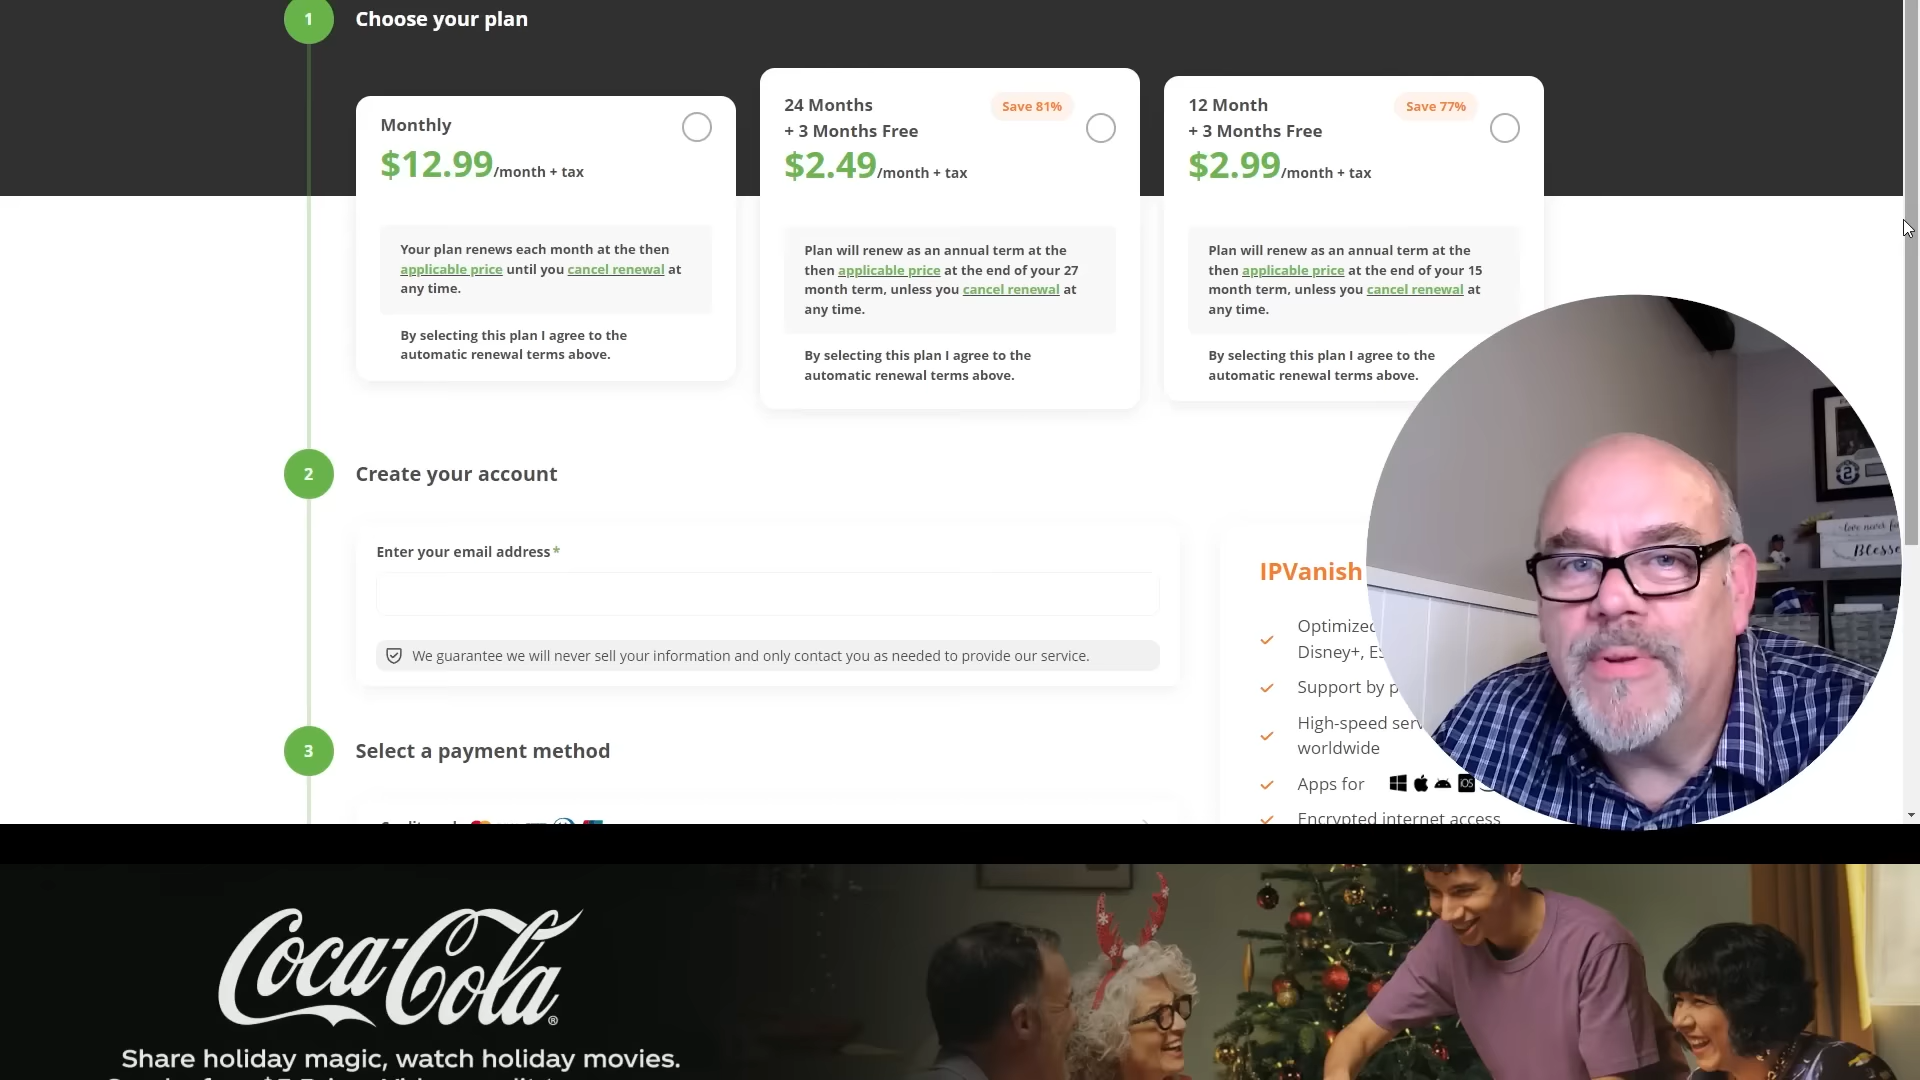 1
Choose your plan
Monthly
$12.99/month + tax
Your plan renews each month at the then
applicable price until you cancel renewal at
any time.
By selecting this plan I agree to the
automatic renewal terms above.
24 Months
+ 3 Months Free
Save 81%
$2.49/month + tax
Plan will renew as an annual term at the
then applicable price at the end of your 27
month term, unless you cancel renewal at
any time.
By selecting this plan I agree to the
automatic renewal terms above.
12 Month
+ 3 Months Free
Save 77%
$2.99/month + tax
Plan will renew as an annual term at the
then applicable price at the end of your 15
month term, unless you cancel renewal at
any time.
By selecting this plan I agree to the
automatic renewal terms above.
2
Create your account
Enter your email address*
We guarantee we will never sell your information and only contact you as needed to provide our service.
IPVanish
Optimized
Disney+,
Support by
High-speed
worldwide
Apps for
iOS
Encrypted internet access
love never
3
Select a payment method
Coca-Cola®
Share holiday magic, watch holiday movies.